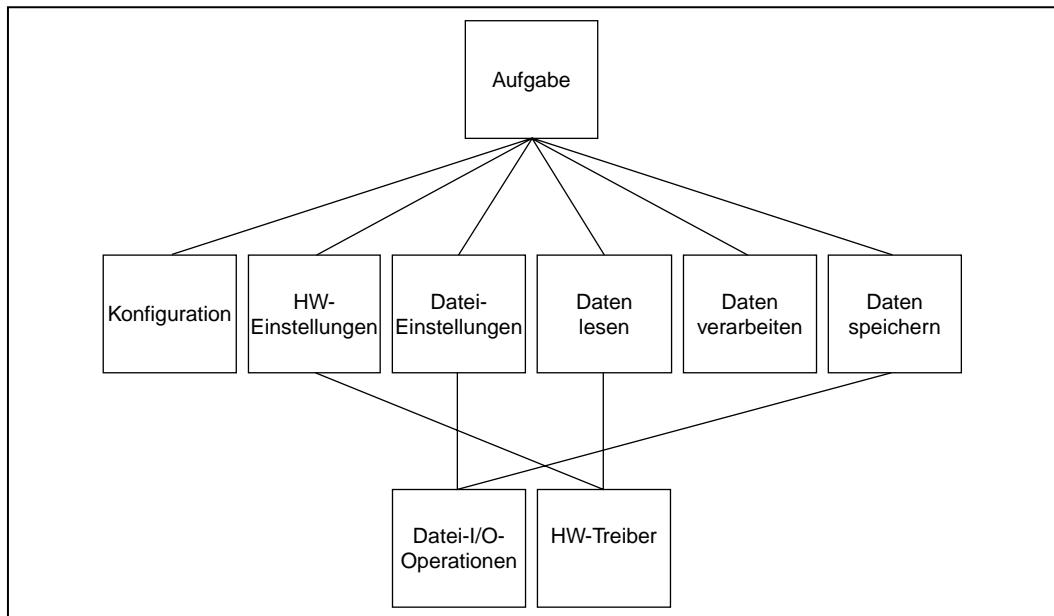 Aufgabe
Konfiguration
HW-
Einstellungen
Datei-
Einstellungen
Daten
lesen
Daten
verarbeiten
Daten
speichern
Datei-I/O-
Operationen
HW-Treiber